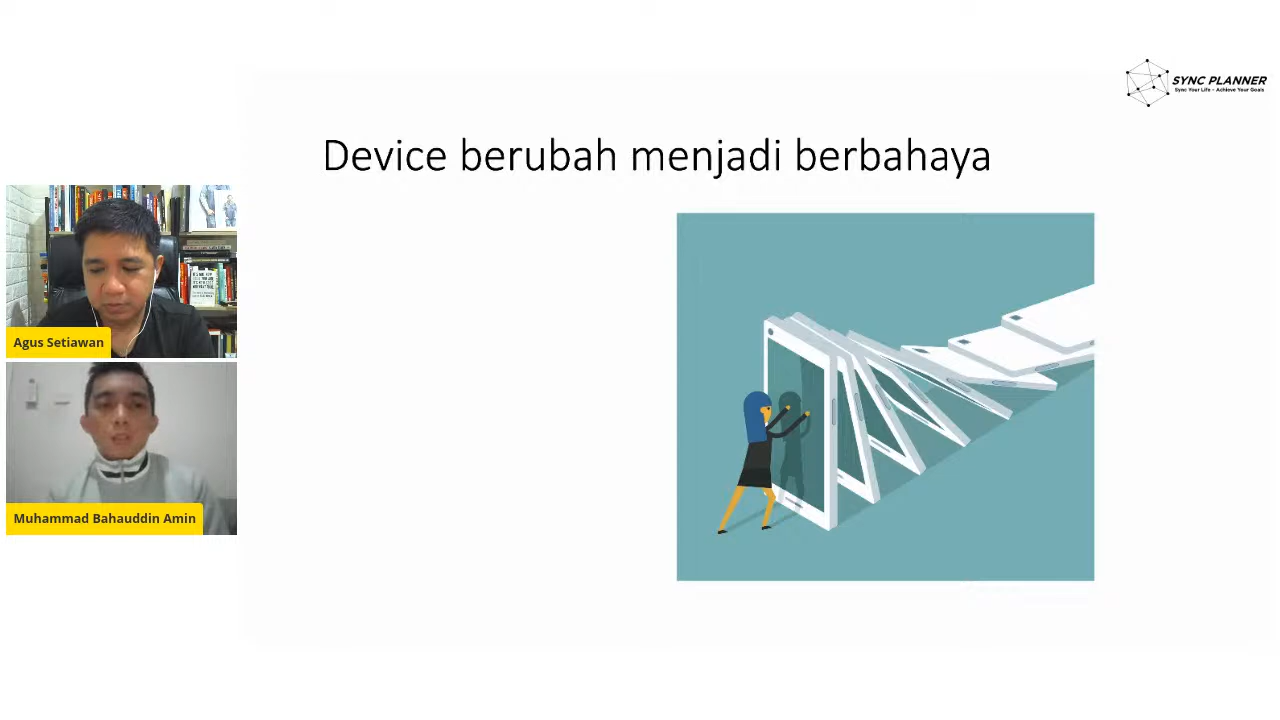 SYNC PLANNER
Sync Your Life - Achieve Your Goals
Device berubah menjadi berbahaya
Agus Setiawan
Muhammad Bahauddin Amin